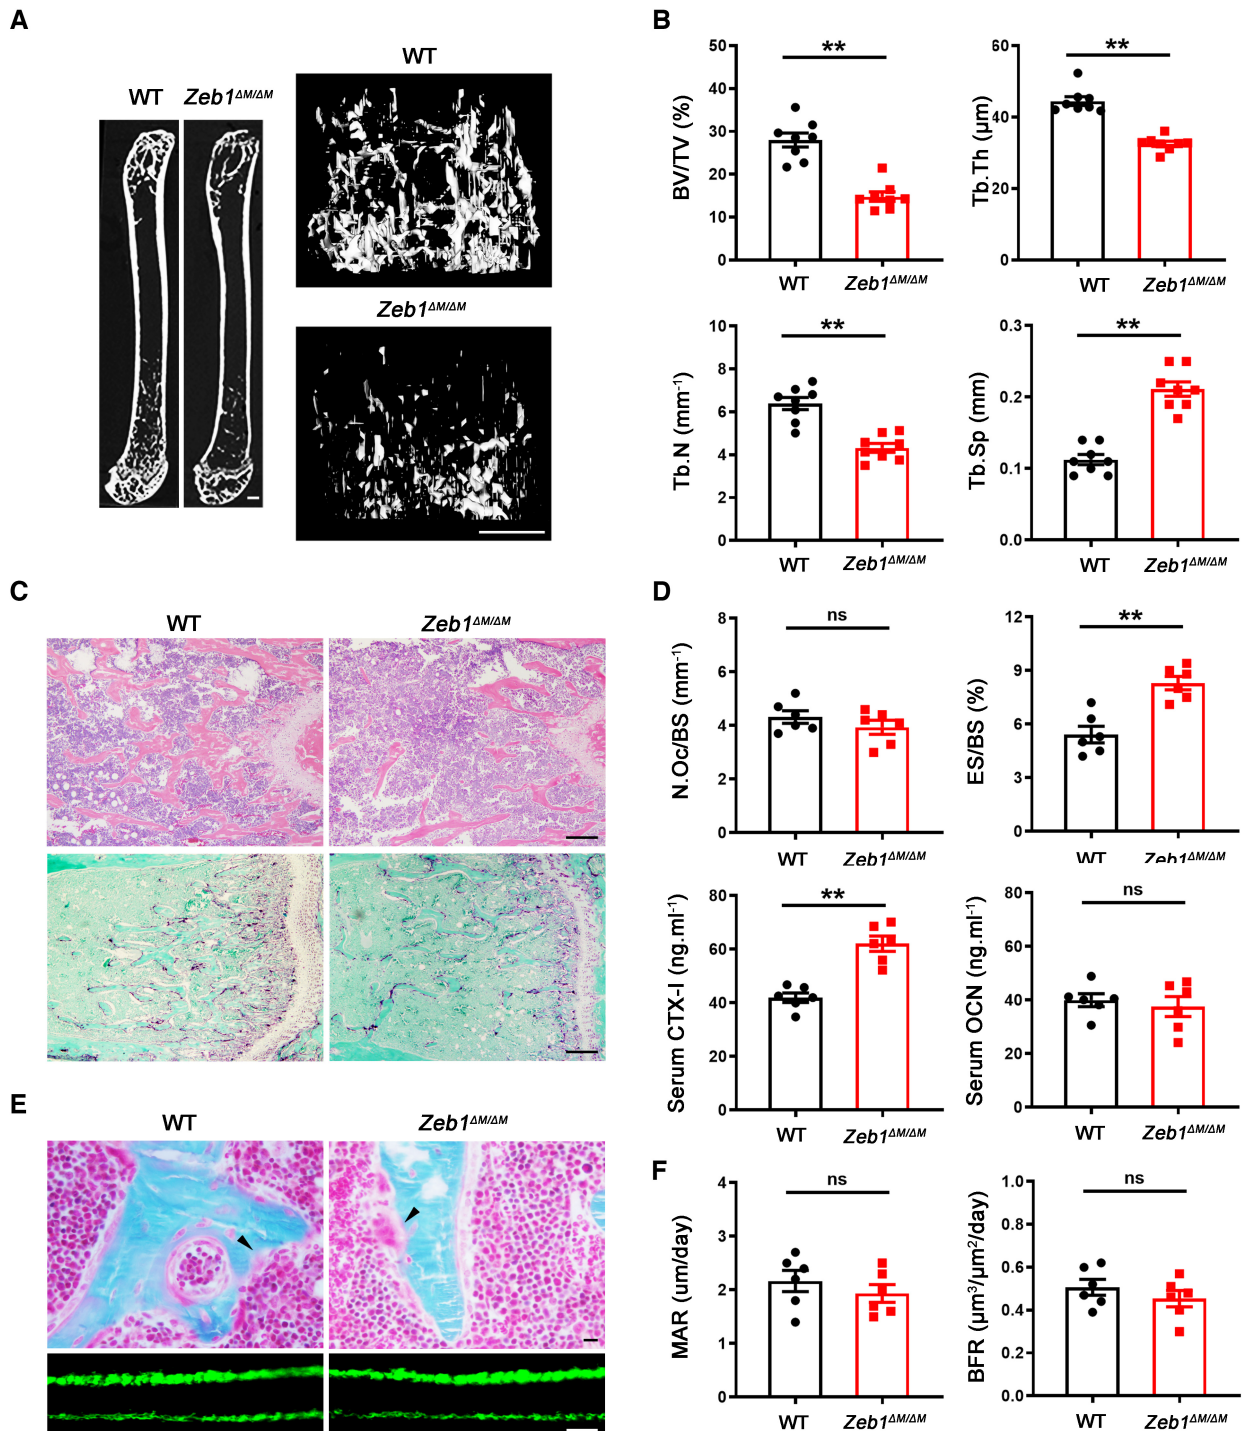 A
WT
Zeb1ΔM/ΔM
WT
Zeb1ΔM/ΔM
B
BV/TV (%)
50
40
30
20
10
0
**
WT
Zeb1ΔM/ΔM
Tb.Th (μm)
60
40
20
0
**
WT
Zeb1ΔM/ΔM
Tb.N (mm-1)
10
8
6
4
2
0
**
WT
Zeb1ΔM/ΔM
Tb.Sp (mm)
0.3
0.2
0.1
0.0
**
WT
Zeb1ΔM/ΔM
C
WT
Zeb1ΔM/ΔM
D
N.Oc/BS (mm-1)
8
6
4
2
0
ns
WT
Zeb1ΔM/ΔM
ES/BS (%)
12
9
6
3
0
**
WT
Zeb1ΔM/ΔM
Serum CTX-I (ng.ml-1)
80
60
40
20
0
**
WT
Zeb1ΔM/ΔM
Serum OCN (ng.ml-1)
80
60
40
20
0
ns
WT
Zeb1ΔM/ΔM
E
WT
Zeb1ΔM/ΔM
F
MAR (um/day)
4
3
2
1
0
ns
WT
Zeb1ΔM/ΔM
BFR (μm3/μm2/day)
1.0
0.8
0.6
0.4
0.2
0.0
ns
WT
Zeb1ΔM/ΔM